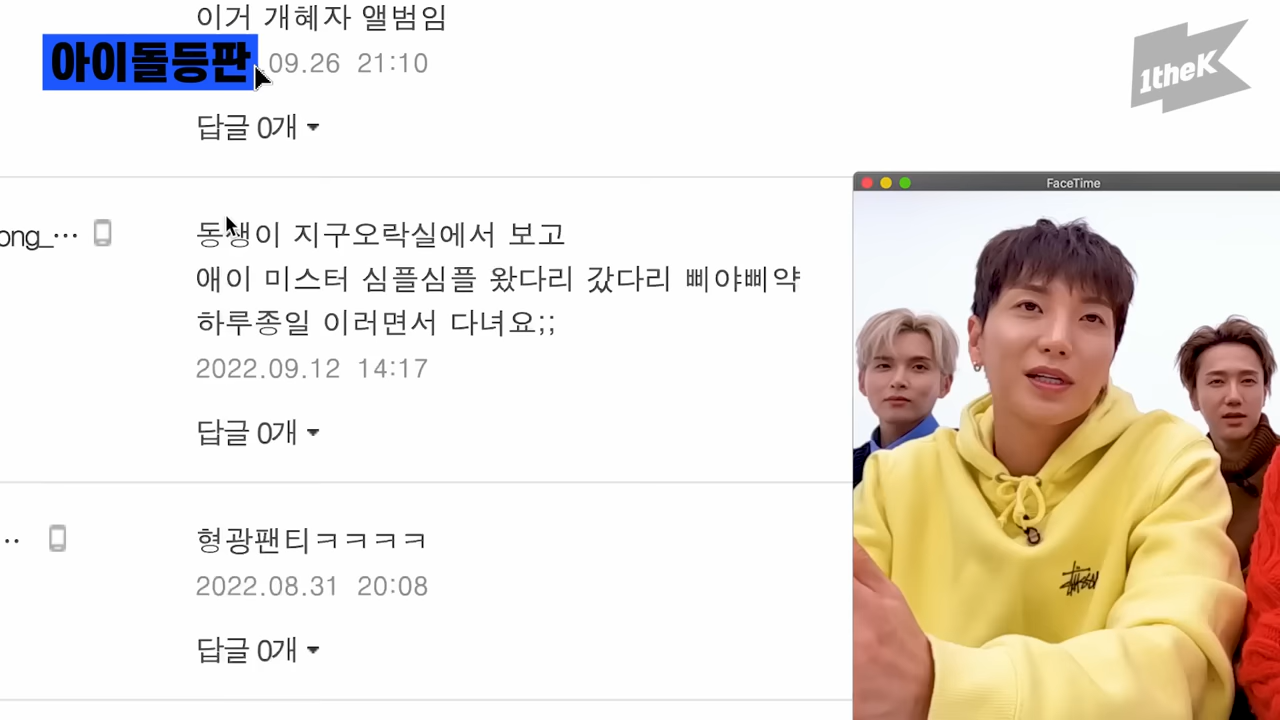 이거 개혜자 앨범임
아이돌등판
.09.26 21:10
답글 0개
1theK
FaceTime
ong_···
동생이 지구오락실에서 보고
애이 미스터 심플심플 왔다리 갔다리 삐야삐약
하루종일 이러면서 다녀요;;
2022.09.12 14:17
답글 0개
형광팬티ㅋㅋㅋㅋ
2022.08.31 20:08
답글 0개